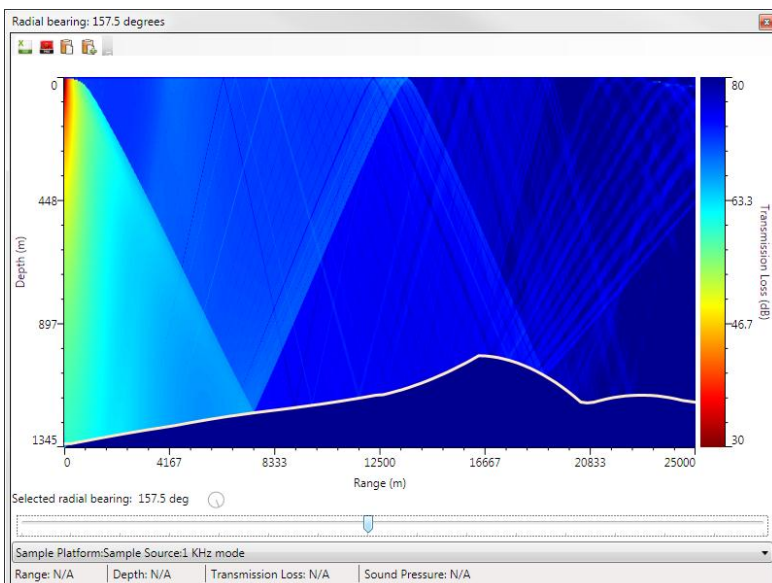 Radial bearing: 157.5 degrees
0
448
897
1345
Depth (m)
0 4167 8333 12500 16667 20833 25000
Range (m)
80
63.3
46.7
30
Transmission Loss (dB)
Selected radial bearing: 157.5 deg
Sample Platform:Sample Source:1 KHz mode
Range: N/A Depth: N/A Transmission Loss: N/A Sound Pressure: N/A